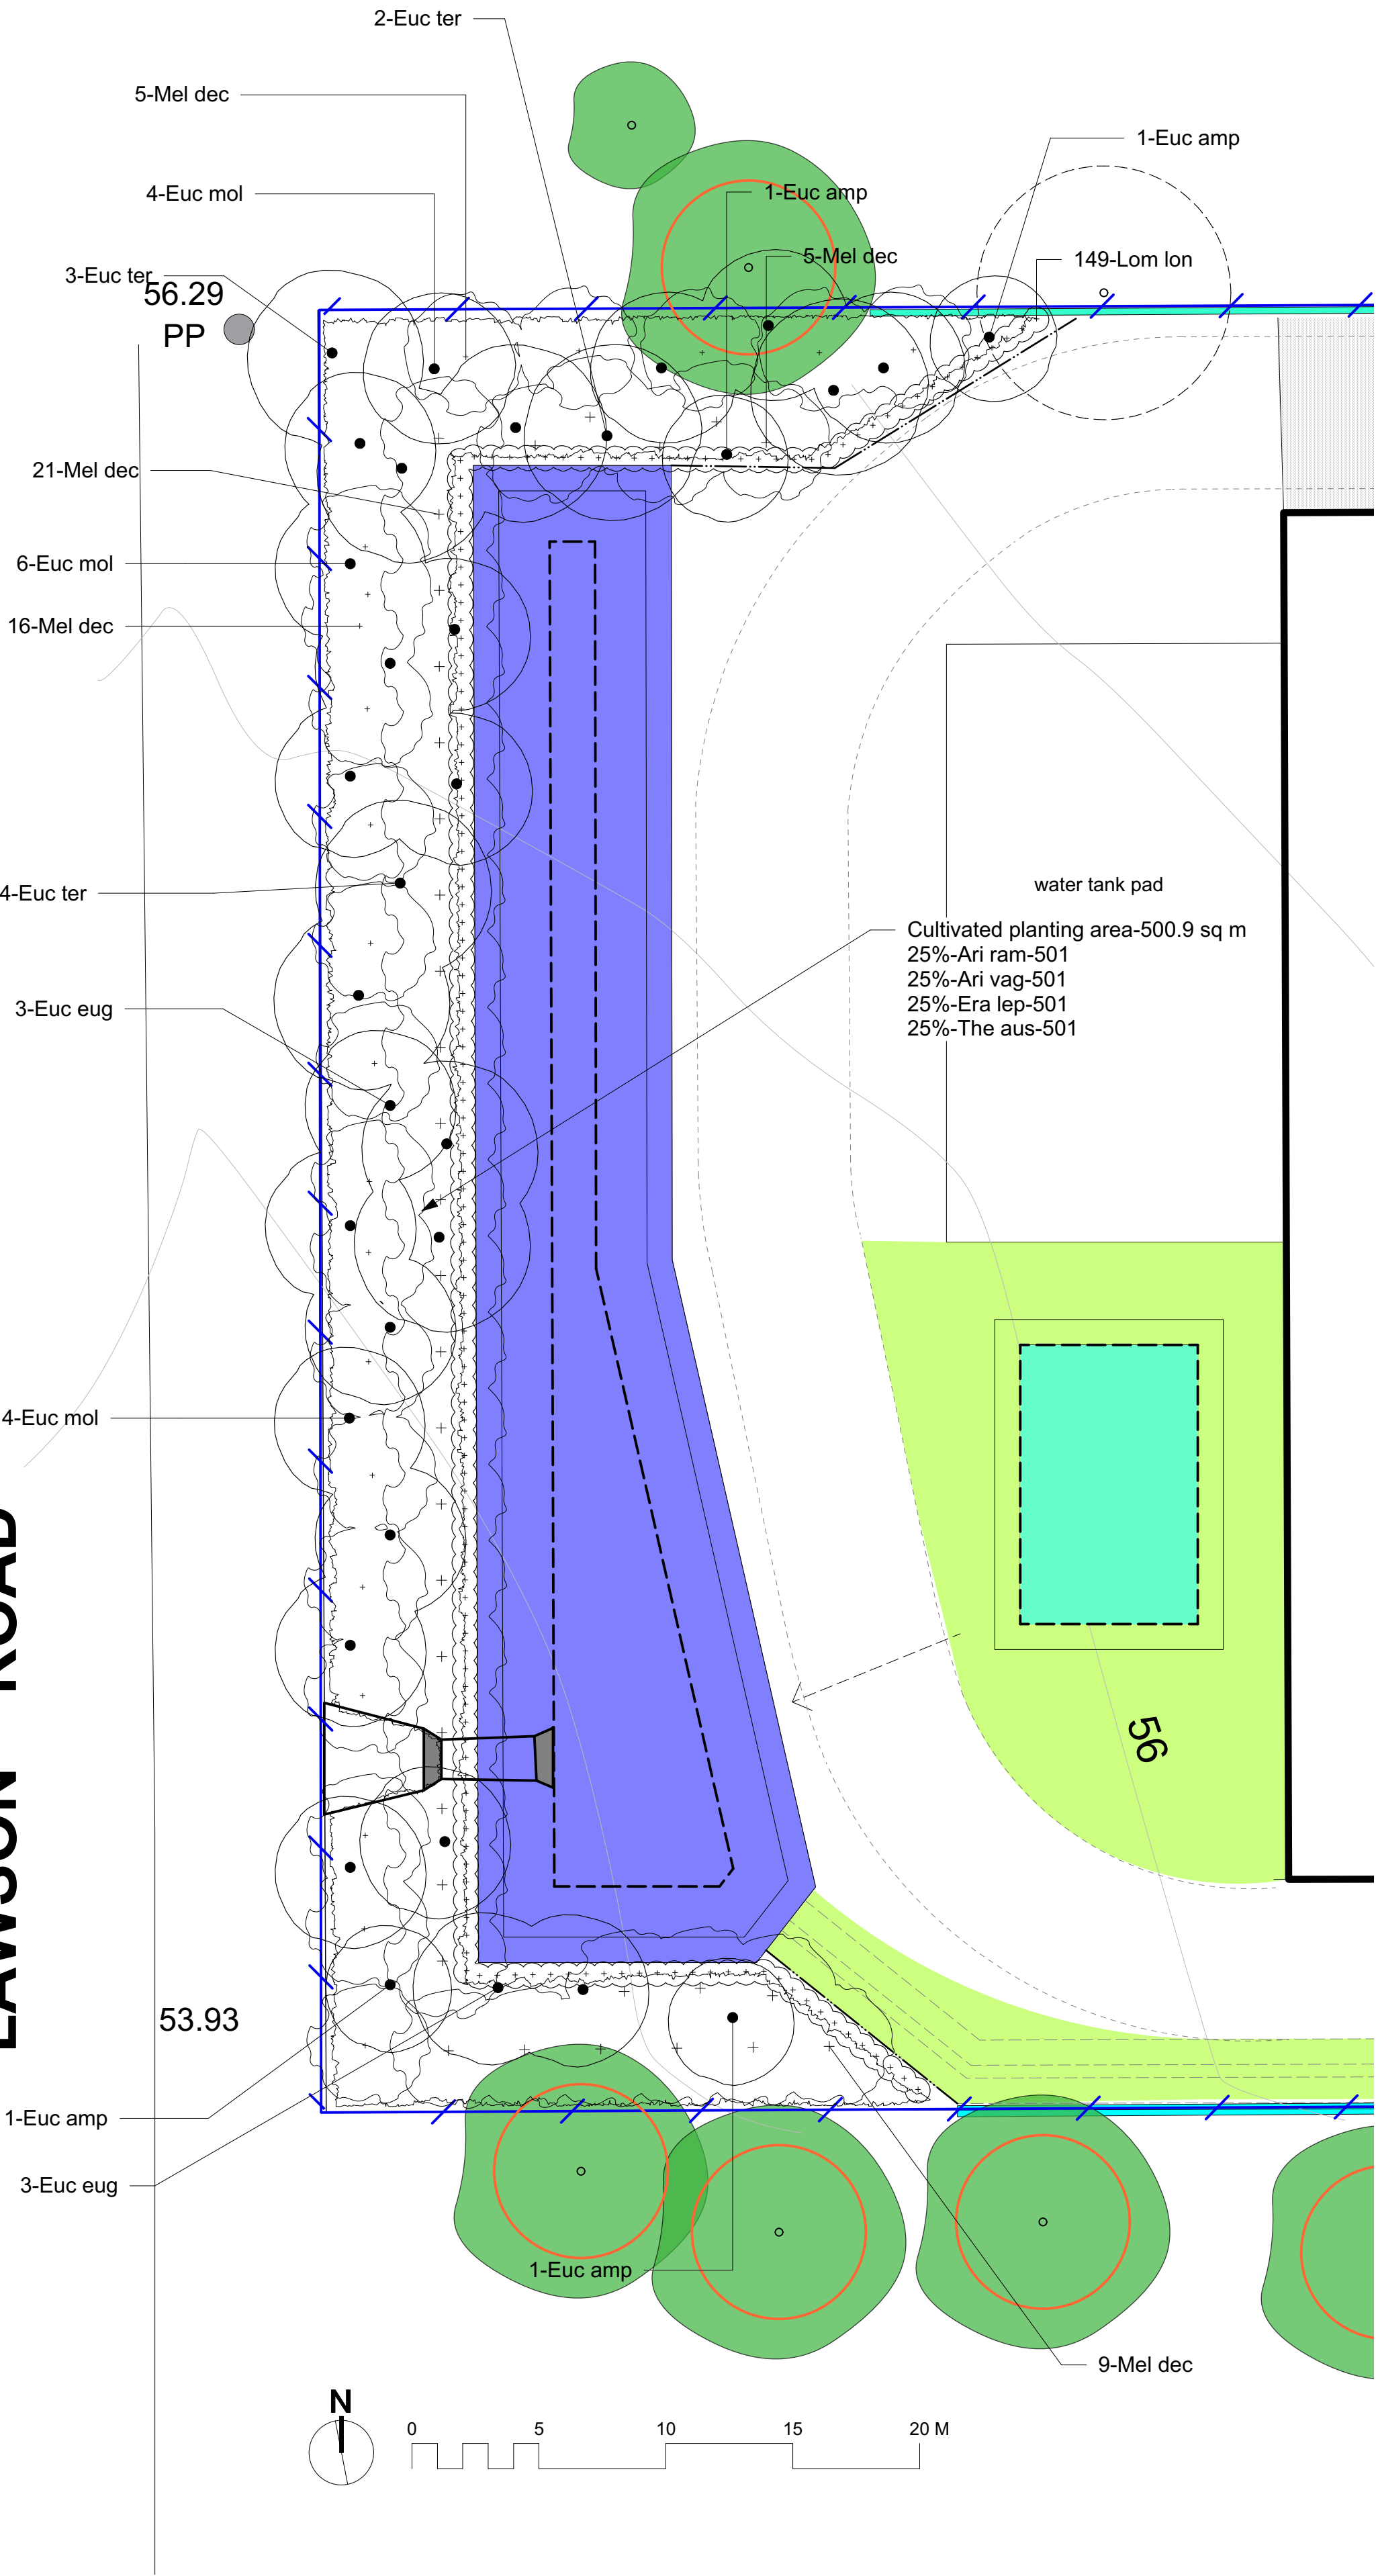 2-Euc ter
5-Mel dec
1-Euc amp
4-Euc mol
1-Euc amp
5-Mel dec
149-Lom lon
3-Euc ter
56.29
PP
21-Mel dec
6-Euc mol
16-Mel dec
water tank pad
4-Euc ter
Cultivated planting area-500.9 sq m
25%-Ari ram-501
25%-Ari vag-501
25%-Era lep-501
25%-The aus-501
3-Euc eug
4-Euc mol
LAWSON ROAD
56
53.93
1-Euc amp
3-Euc eug
1-Euc amp
9-Mel dec
N
0 5 10 15 20 M